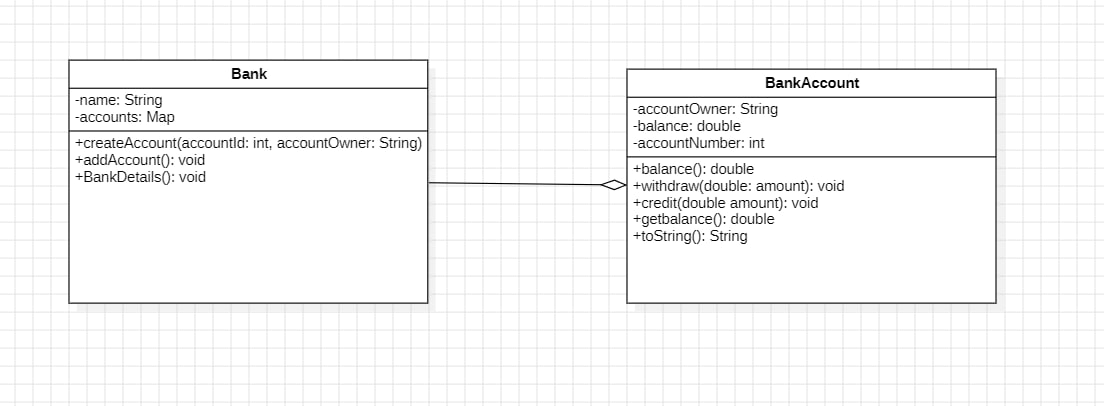 Bank
-name: String
-accounts: Map
+createAccount(accountId: int, accountOwner: String)
+addAccount(): void
+BankDetails(): void
BankAccount
-accountOwner: String
-balance: double
-accountNumber: int
+balance(): double
+withdraw(double: amount): void
+credit(double amount): void
+getbalance(): double
+toString(): String